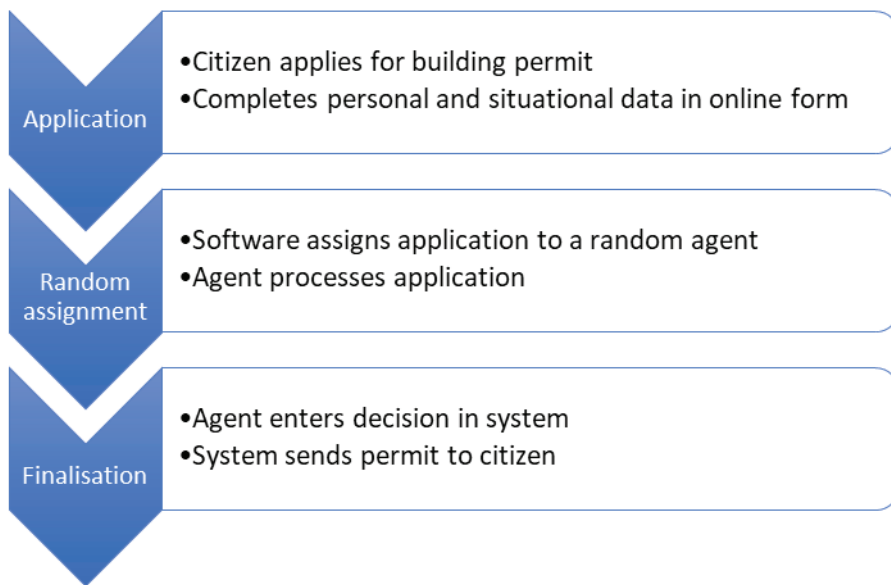 Application
•Citizen applies for building permit
•Completes personal and situational data in online form
Random
assignment
•Software assigns application to a random agent
•Agent processes application
Finalisation
•Agent enters decision in system
•System sends permit to citizen